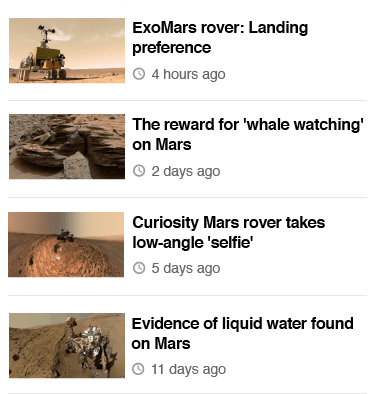 ExoMars rover: Landing
preference
4 hours ago
The reward for 'whale watching'
on Mars
2 days ago
Curiosity Mars rover takes
low-angle 'selfie'
5 days ago
Evidence of liquid water found
on Mars
11 days ago